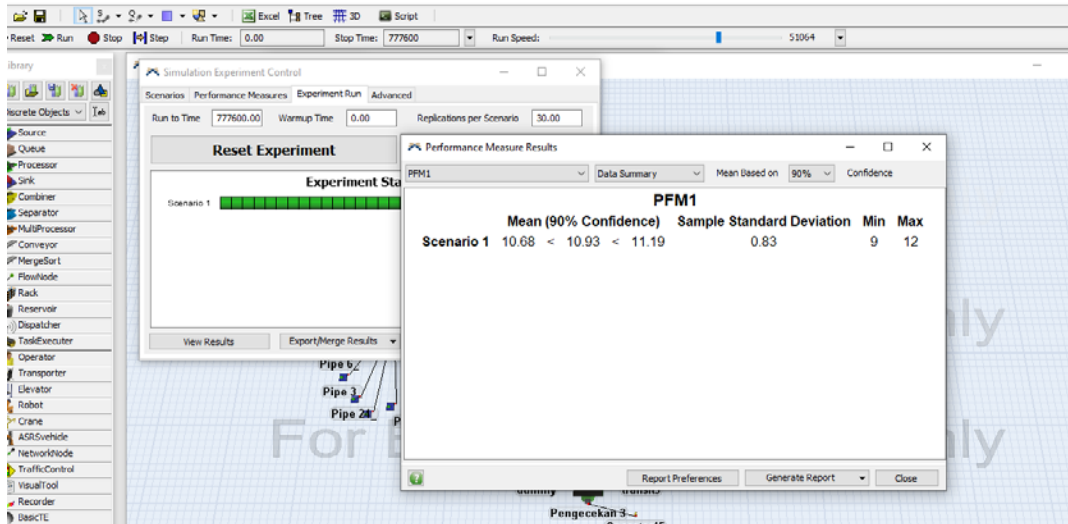 Excel Tree 3D Script
Reset Run Stop Step Run Time: 0.00 Stop Time: 777600 Run Speed: 51064
ibrary
Discrete Objects
Source
Queue
Processor
Sink
Combiner
Separator
MultiProcessor
Conveyor
MergeSort
FlowNode
Rack
Reservoir
Dispatcher
TaskExecuter
Operator
Transporter
Elevator
Robot
Crane
ASRSvehicle
NetworkNode
TrafficControl
VisualTool
Recorder
BasicTE
Simulation Experiment Control
Scenarios Performance Measures Experiment Run Advanced
Run to Time 777600.00 Warmup Time 0.00 Replications per Scenario 30.00
Reset Experiment
Experiment Sta
Scenario 1
View Results Export/Merge Results
Performance Measure Results
PFM1 Data Summary Mean Based on 90% Confidence
PFM1
Mean (90% Confidence) Sample Standard Deviation Min Max
Scenario 1 10.68 < 10.93 < 11.19 0.83 9 12
Report Preferences Generate Report Close
Pipe 6
Pipe 3
Pipe 24
For
ly
ly
dummy transit3
Pengecekan 3